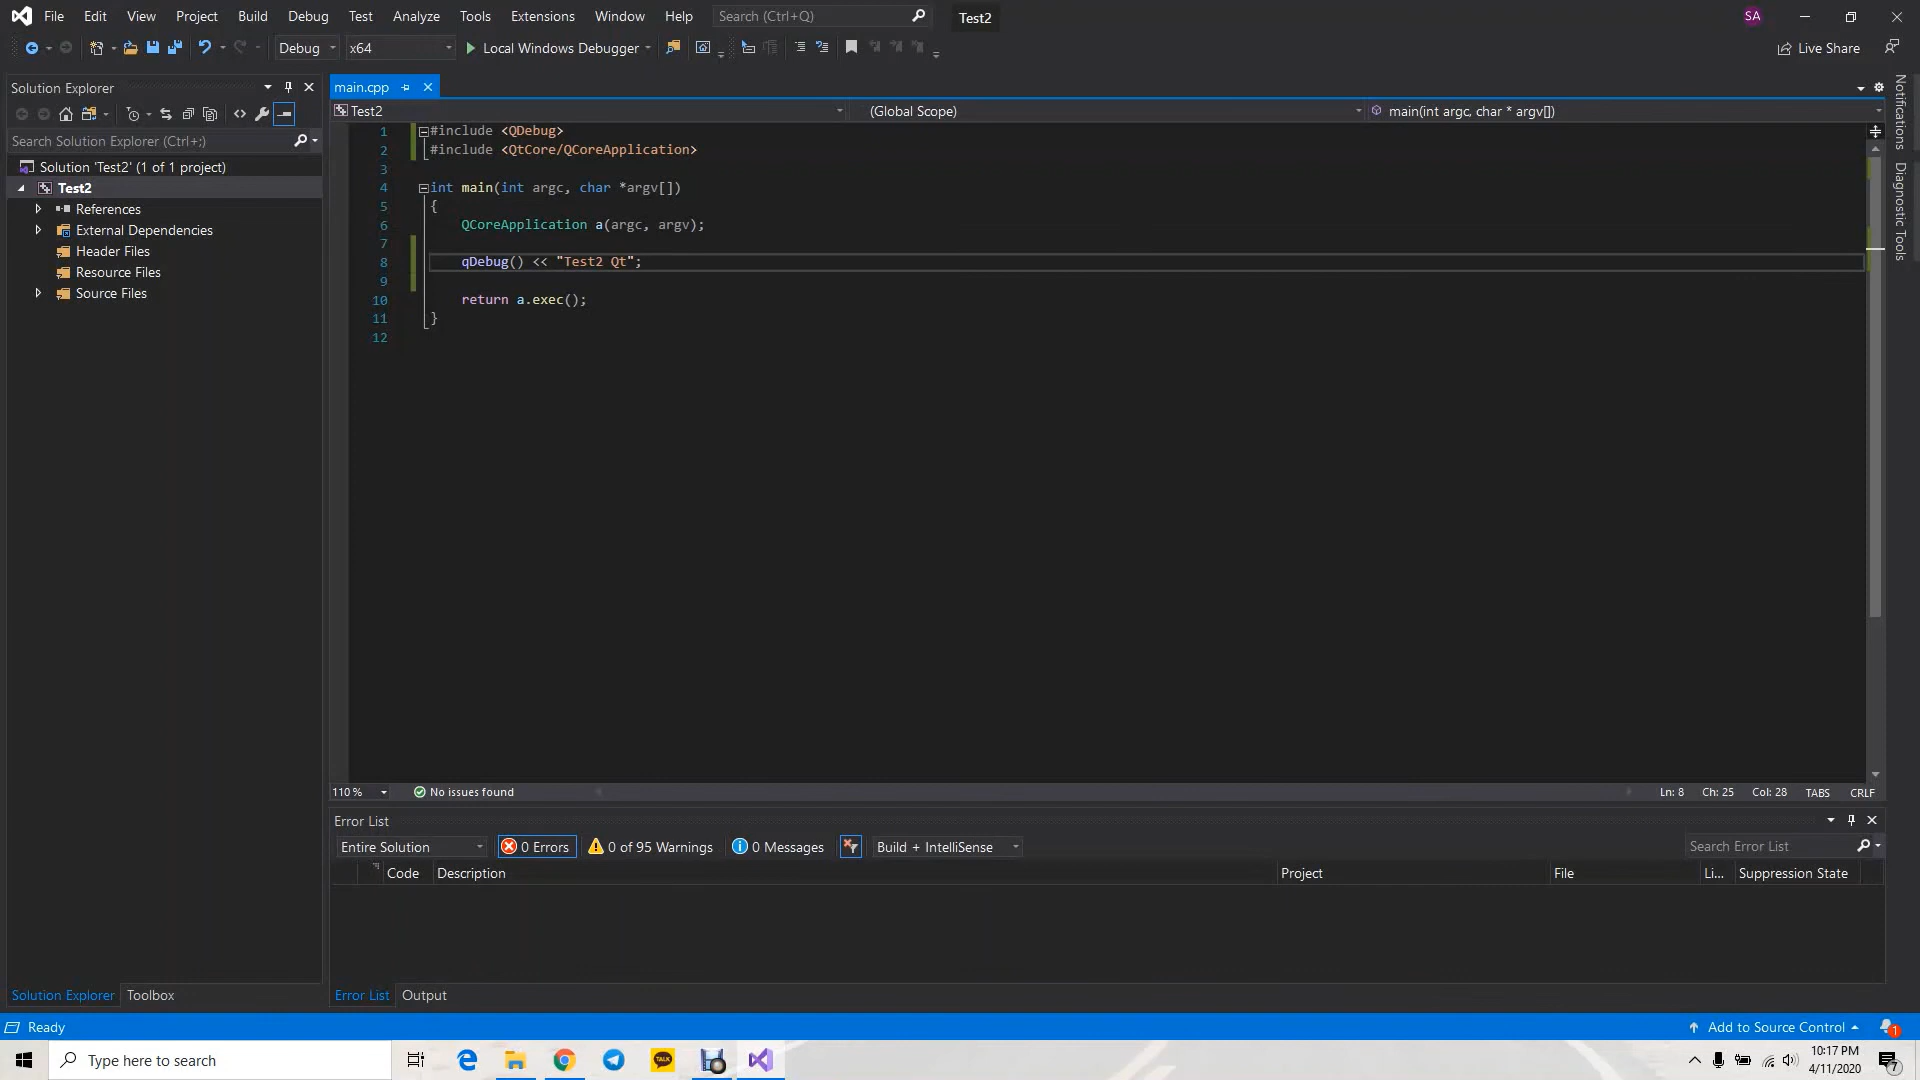 File Edit View Project Build Debug Test Analyze Tools Extensions Window Help Search (Ctrl+Q) Test2 SA
Debug x64 Local Windows Debugger Live Share
Solution Explorer
Search Solution Explorer (Ctrl+;)
Solution 'Test2' (1 of 1 project)
Test2
References
External Dependencies
Header Files
Resource Files
Source Files
Solution Explorer Toolbox
main.cpp
Test2 (Global Scope) main(int argc, char * argv[])
1 #include <QDebug>
2 #include <QtCore/QCoreApplication>
3
4 int main(int argc, char *argv[])
5 {
6 QCoreApplication a(argc, argv);
7
8 qDebug() << "Test2 Qt";
9
10 return a.exec();
11 }
12
110 % No issues found Ln: 8 Ch: 25 Col: 28 TABS CRLF
Error List
Entire Solution 0 Errors 0 of 95 Warnings 0 Messages Build + IntelliSense Search Error List
Code Description Project File Li... Suppression State
Error List Output
Notifications
Diagnostic Tools
Ready Add to Source Control 1
Type here to search TALK 10:17 PM
4/11/2020 7